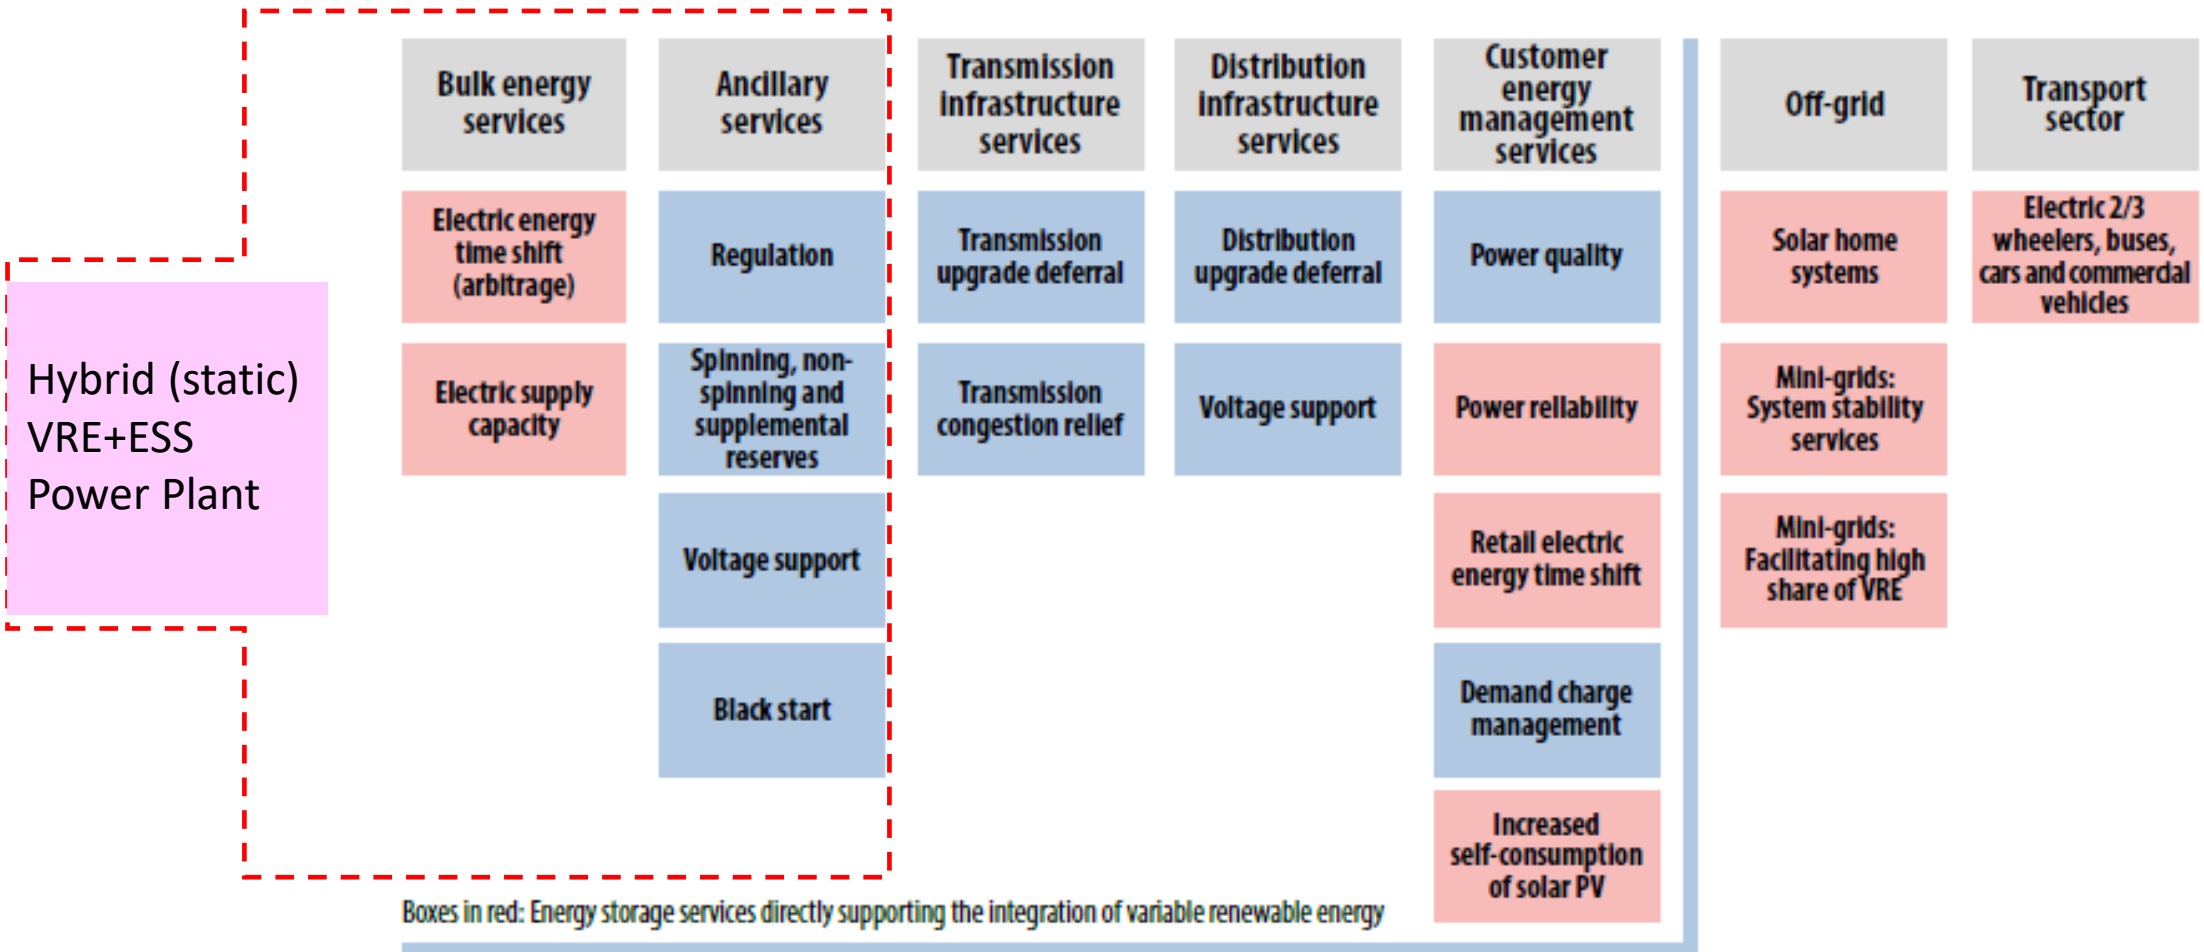 Hybrid (static)
VRE+ESS
Power Plant
Bulk energy
services
Electric energy
time shift
(arbitrage)
Electric supply
capacity
Ancillary
services
Regulation
Spinning, non-
spinning and
supplemental
reserves
Voltage support
Black start
Transmission
infrastructure
services
Transmission
upgrade deferral
Transmission
congestion relief
Distribution
infrastructure
services
Distribution
upgrade deferral
Voltage support
Customer
energy
management
services
Power quality
Power reliability
Retail electric
energy time shift
Demand charge
management
Increased
self-consumption
of solar PV
Off-grid
Solar home
systems
Mini-grids:
System stability
services
Mini-grids:
Facilitating high
share of VRE
Transport
sector
Electric 2/3
wheelers, buses,
cars and commercial
vehicles
Boxes in red: Energy storage services directly supporting the integration of variable renewable energy